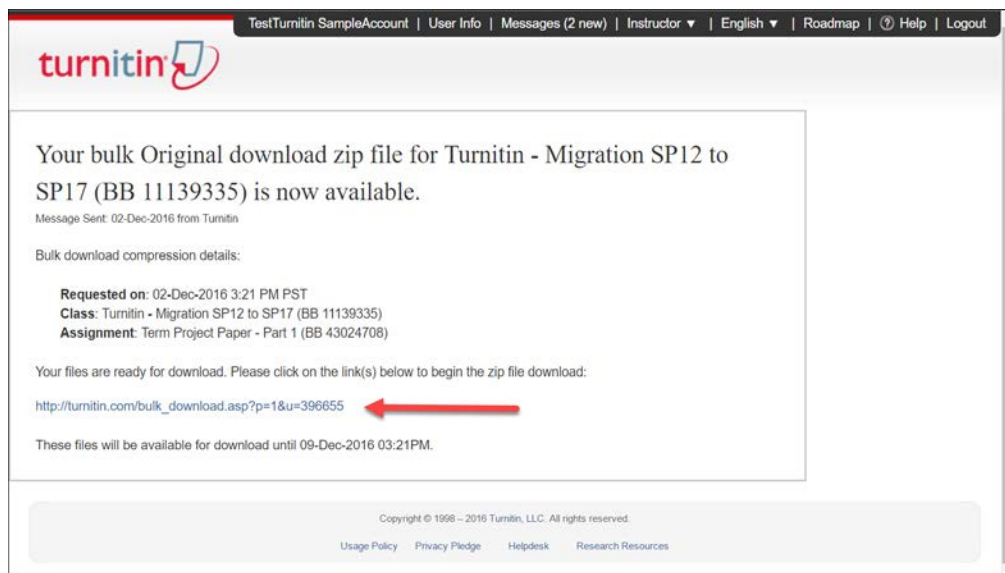 TestTurnitin SampleAccount | User Info | Messages (2 new) | Instructor ▼ | English ▼ | Roadmap | ? Help | Logout
turnitin
Your bulk Original download zip file for Turnitin - Migration SP12 to
SP17 (BB 11139335) is now available.
Message Sent: 02-Dec-2016 from Turnitin
Bulk download compression details:
Requested on: 02-Dec-2016 3:21 PM PST
Class: Turnitin - Migration SP12 to SP17 (BB 11139335)
Assignment: Term Project Paper - Part 1 (BB 43024708)
Your files are ready for download. Please click on the link(s) below to begin the zip file download:
http://turnitin.com/bulk_download.asp?p=1&u=396655
These files will be available for download until 09-Dec-2016 03:21PM.
Copyright © 1998 – 2016 Turnitin, LLC. All rights reserved.
Usage Policy Privacy Pledge Helpdesk Research Resources